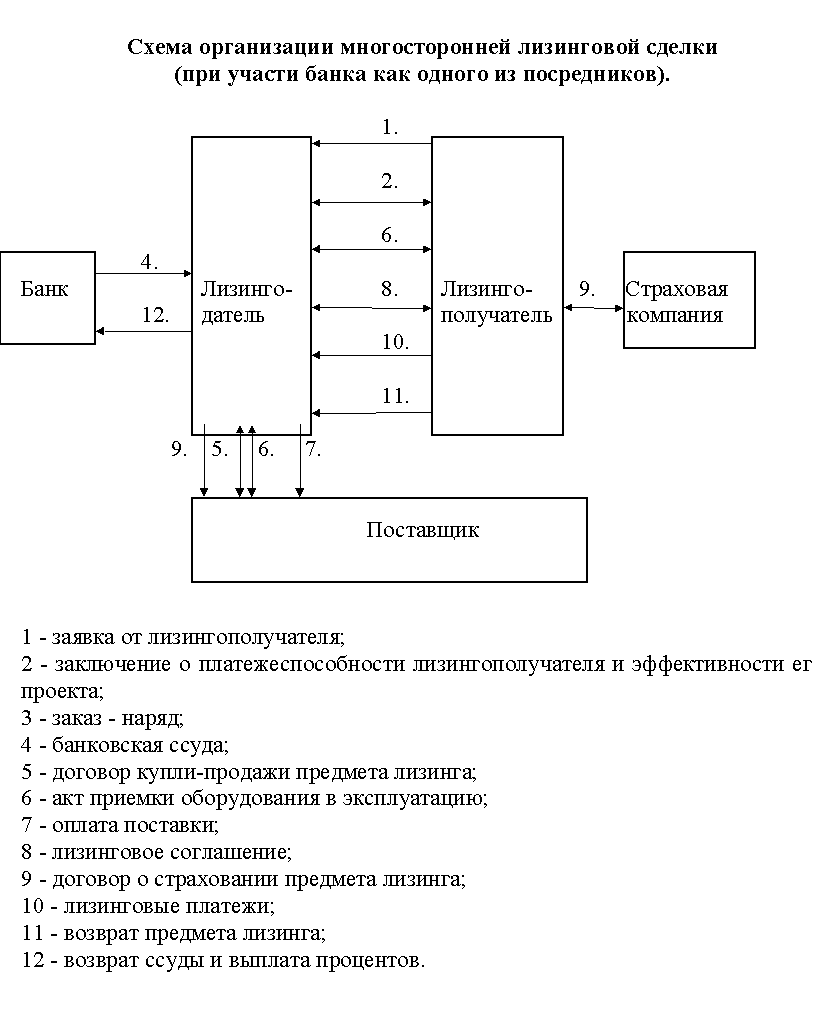 Схема организации многосторонней лизинговой сделки
(при участи банка как одного из посредников).
1.
2.
6.
4.
Банк
Лизинго-
датель
8.
Лизинго-
получатель
9.
Страховая
компания
12.
10.
11.
9.
5.
6.
7.
Поставщик
1 - заявка от лизингополучателя;
2 - заключение о платежеспособности лизингополучателя и эффективности ег
проекта;
3 - заказ - наряд;
4 - банковская ссуда;
5 - договор купли-продажи предмета лизинга;
6 - акт приемки оборудования в эксплуатацию;
7 - оплата поставки;
8 - лизинговое соглашение;
9 - договор о страховании предмета лизинга;
10 - лизинговые платежи;
11 - возврат предмета лизинга;
12 - возврат ссуды и выплата процентов.